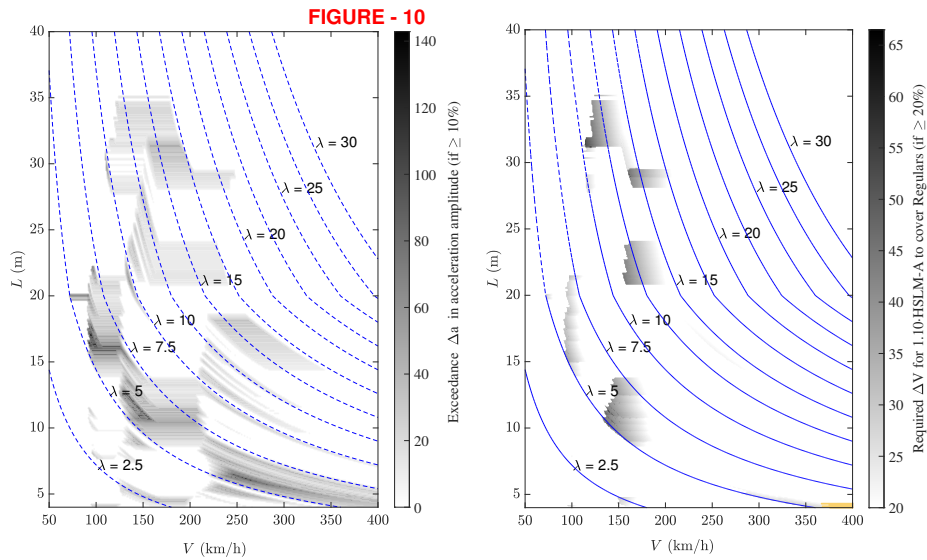 FIGURE - 10
40
35
30
25
20
15
10
5
50
100
150
200
250
300
350
400
L (m)
V (km/h)
λ = 30
λ = 25
λ = 20
λ = 15
λ = 10
λ = 7.5
λ = 5
λ = 2.5
140
120
100
80
60
40
20
0
Exceedance Δa in acceleration amplitude (if ≥ 10%)
40
35
30
25
20
15
10
5
50
100
150
200
250
300
350
400
L (m)
V (km/h)
λ = 30
λ = 25
λ = 20
λ = 15
λ = 10
λ = 7.5
λ = 5
λ = 2.5
65
60
55
50
45
40
35
30
25
20
Required ΔV for 1.10·HSLM-A to cover Regulars (if ≥ 20%)